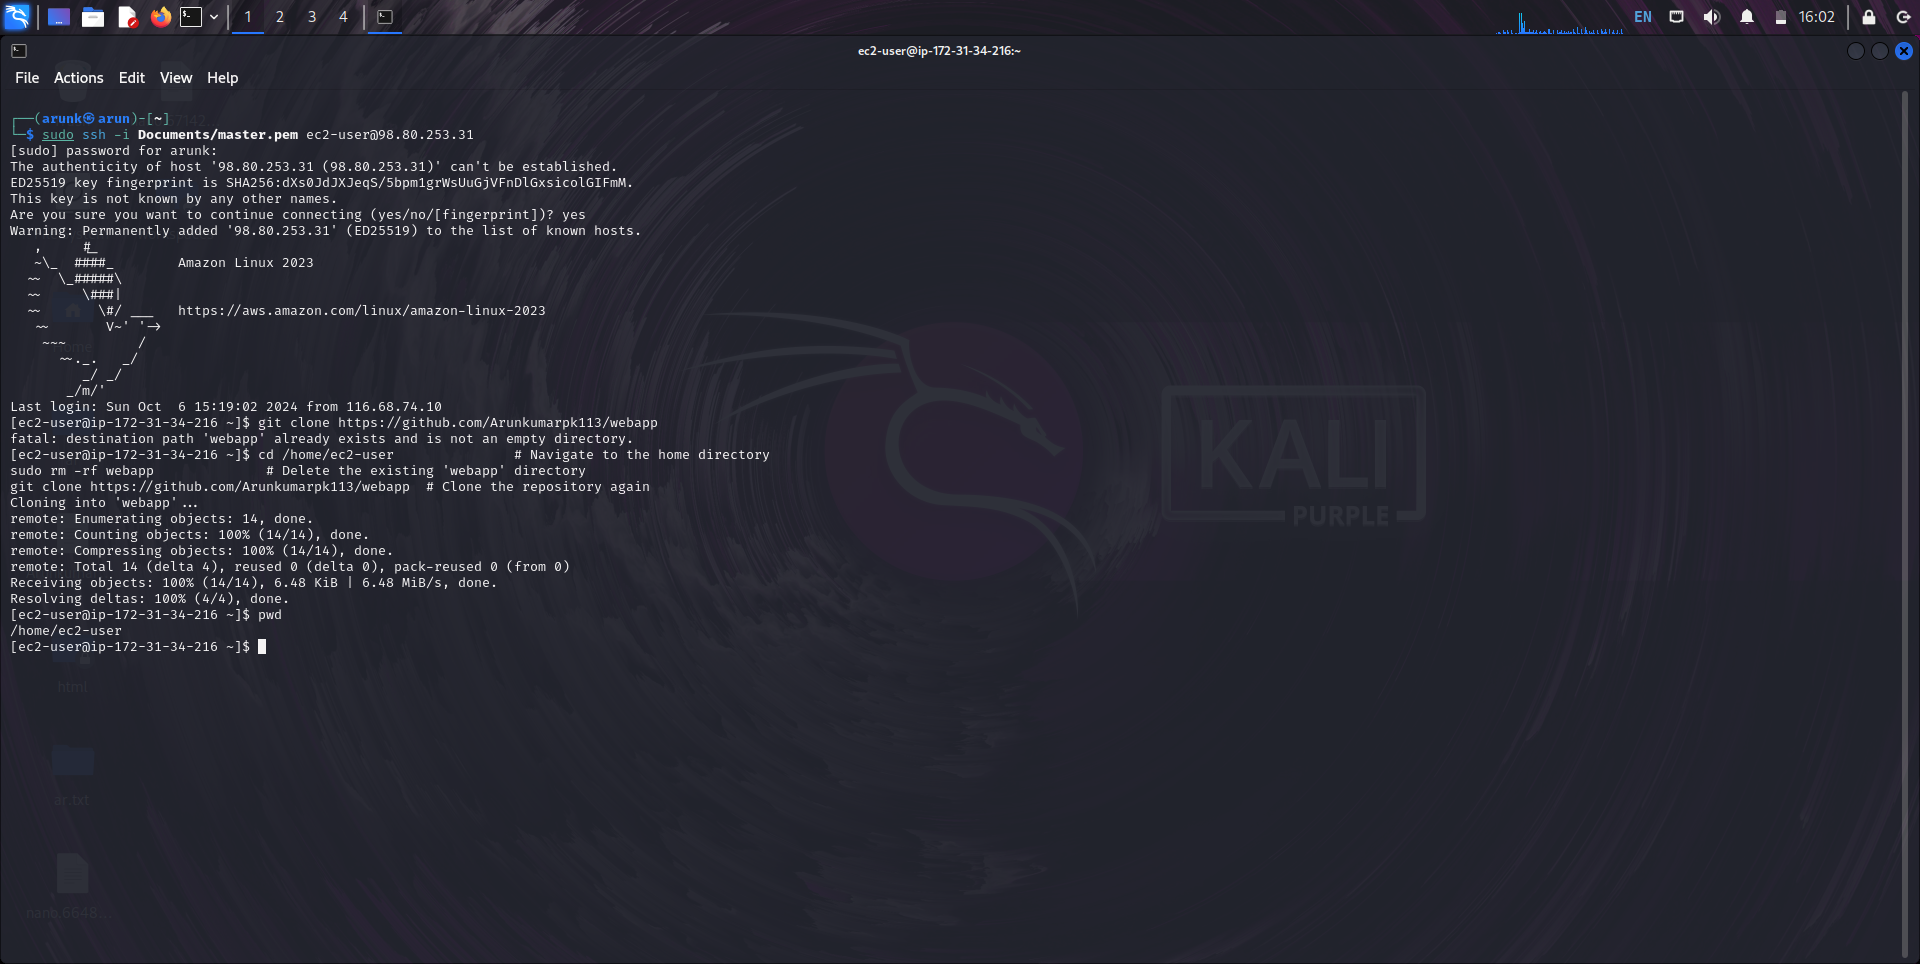 1 2 3 4
EN 16:02
ec2-user@ip-172-31-34-216:~
File Actions Edit View Help
┌──(arunk㉿arun)-[~]
└─$ sudo ssh -i Documents/master.pem ec2-user@98.80.253.31
[sudo] password for arunk:
The authenticity of host '98.80.253.31 (98.80.253.31)' can't be established.
ED25519 key fingerprint is SHA256:dXs0JdJXJeqS/5bpm1grWsUuGjVFnDlGxsicolGIFmM.
This key is not known by any other names.
Are you sure you want to continue connecting (yes/no/[fingerprint])? yes
Warning: Permanently added '98.80.253.31' (ED25519) to the list of known hosts.
   ,     #_
   ~\_  ####_        Amazon Linux 2023
  ~~  \_#####\
  ~~     \###|
  ~~       \#/ ___   https://aws.amazon.com/linux/amazon-linux-2023
   ~~       V~' '->
    ~~~         /
      ~~._.   _/
         _/ _/
       _/m/'
Last login: Sun Oct  6 15:19:02 2024 from 116.68.74.10
[ec2-user@ip-172-31-34-216 ~]$ git clone https://github.com/Arunkumarpk113/webapp
fatal: destination path 'webapp' already exists and is not an empty directory.
[ec2-user@ip-172-31-34-216 ~]$ cd /home/ec2-user               # Navigate to the home directory
sudo rm -rf webapp              # Delete the existing 'webapp' directory
git clone https://github.com/Arunkumarpk113/webapp  # Clone the repository again
Cloning into 'webapp'...
remote: Enumerating objects: 14, done.
remote: Counting objects: 100% (14/14), done.
remote: Compressing objects: 100% (14/14), done.
remote: Total 14 (delta 4), reused 0 (delta 0), pack-reused 0 (from 0)
Receiving objects: 100% (14/14), 6.48 KiB | 6.48 MiB/s, done.
Resolving deltas: 100% (4/4), done.
[ec2-user@ip-172-31-34-216 ~]$ pwd
/home/ec2-user
[ec2-user@ip-172-31-34-216 ~]$
KALI
PURPLE
html
ar.txt
nano.6648...